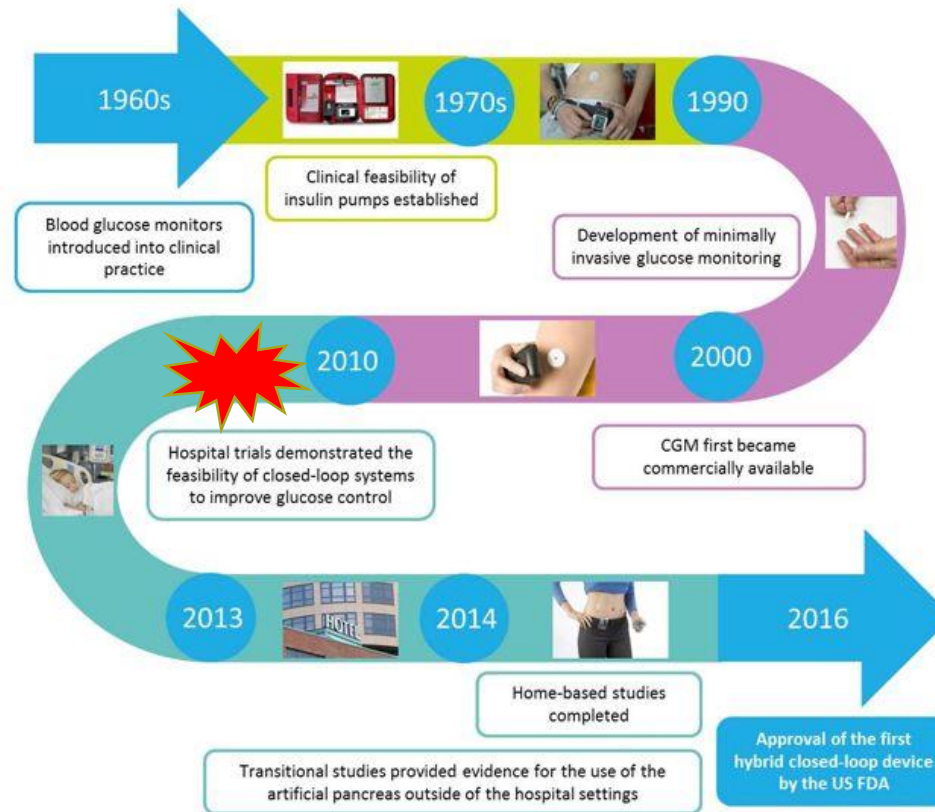 1960s
1970s
1990
Clinical feasibility of
insulin pumps established
Blood glucose monitors
introduced into clinical
practice
Development of minimally
invasive glucose monitoring
2010
2000
Hospital trials demonstrated the
feasibility of closed-loop systems
to improve glucose control
CGM first became
commercially available
2013
HOTEL
2014
2016
Home-based studies
completed
Transitional studies provided evidence for the use of the
artificial pancreas outside of the hospital settings
Approval of the first
hybrid closed-loop device
by the US FDA